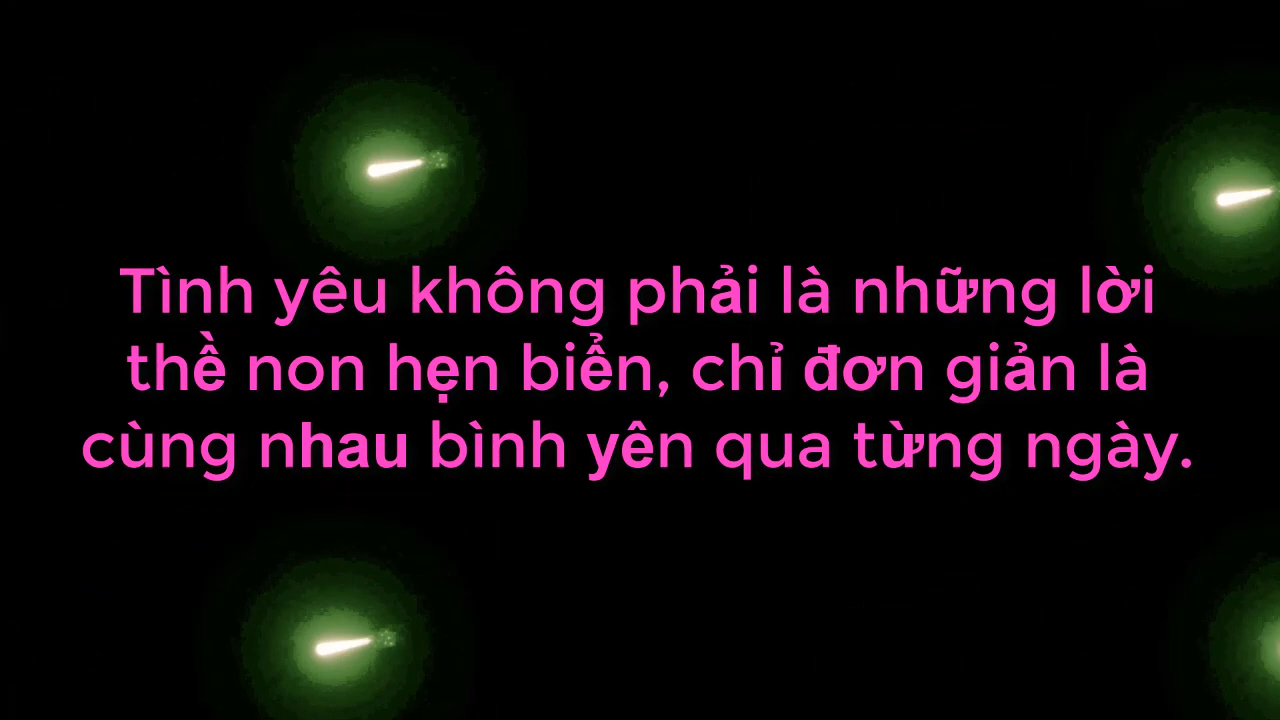 Tình yêu không phải là những lời
thề non hẹn biển, chỉ đơn giản là
cùng nhau bình yên qua từng ngày.